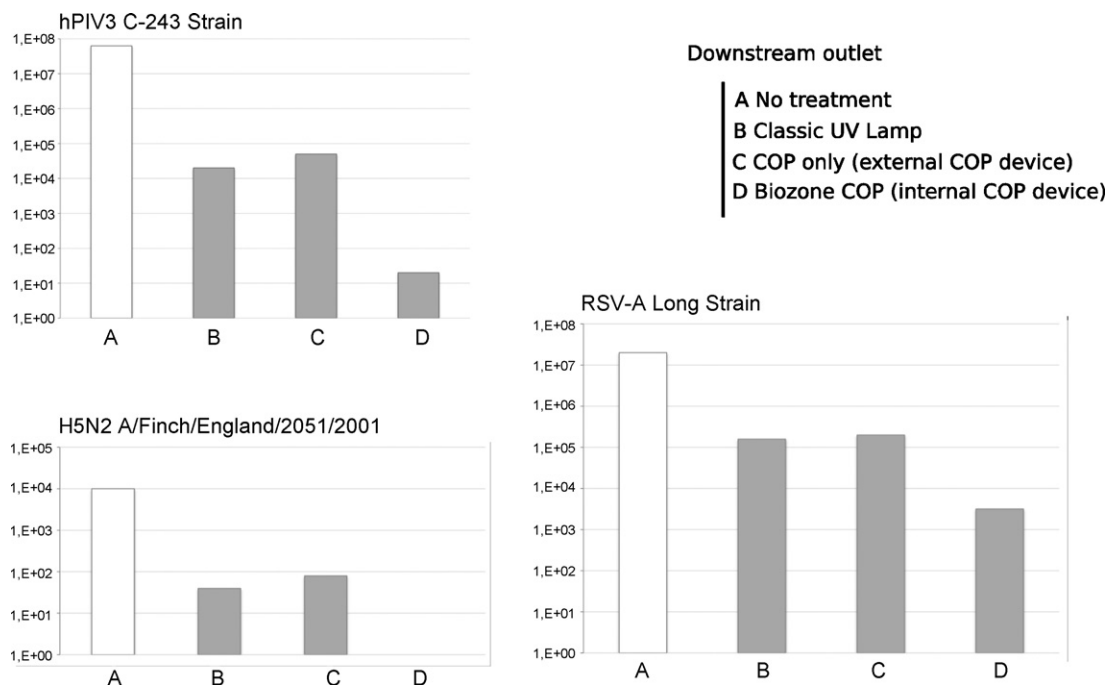 hPIV3 C-243 Strain
1,E+08
1,E+07
1,E+06
1,E+05
1,E+04
1,E+03
1,E+02
1,E+01
1,E+00
A B C D
Downstream outlet
A No treatment
B Classic UV Lamp
C COP only (external COP device)
D Biozone COP (internal COP device)
H5N2 A/Finch/England/2051/2001
1,E+05
1,E+04
1,E+03
1,E+02
1,E+01
1,E+00
A B C D
RSV-A Long Strain
1,E+08
1,E+07
1,E+06
1,E+05
1,E+04
1,E+03
1,E+02
1,E+01
1,E+00
A B C D